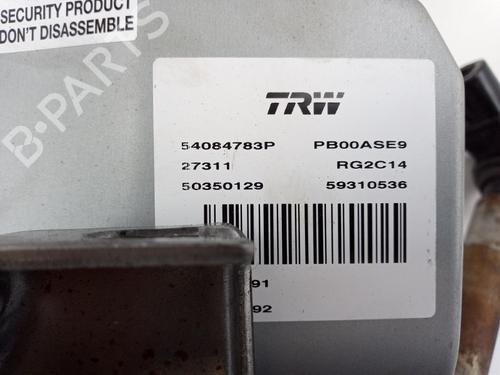 SECURITY PRODUCT
DON'T DISASSEMBLE
B-PARTS
TRW
54084783P PB00ASE9
27311 RG2C14
50350129 59310536
91
92